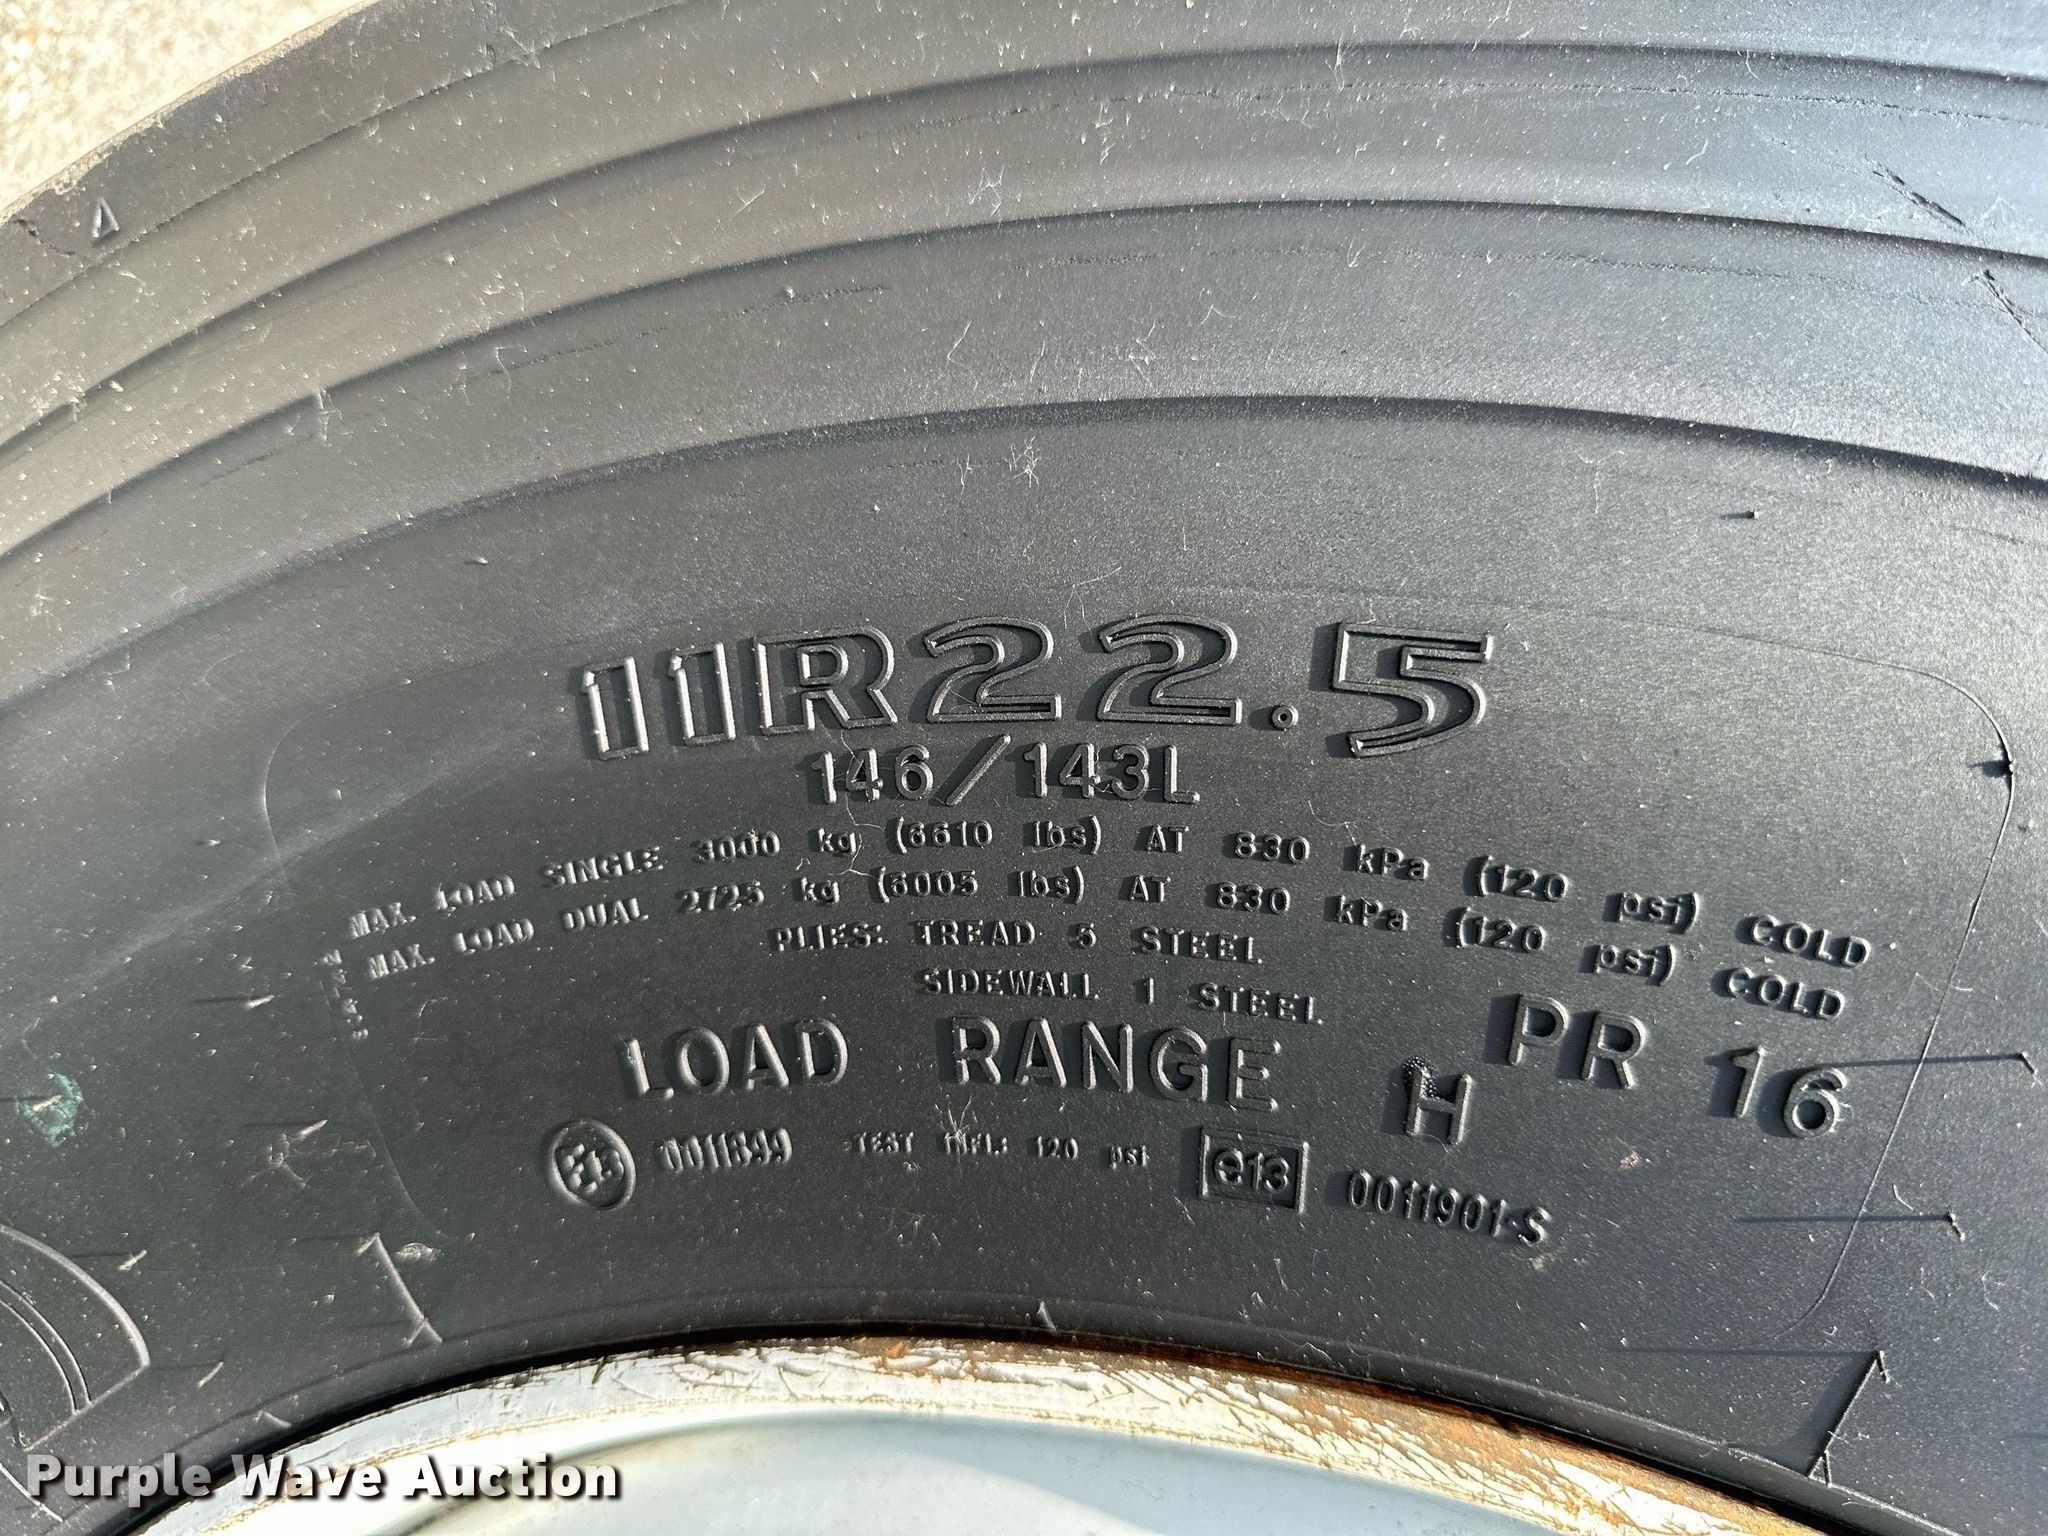 11R22.5
146/143L
MAX. LOAD SINGLE 3000 kg (6610 lbs) AT 830 kPa (120 psi) COLD
MAX. LOAD DUAL 2725 kg (6005 lbs) AT 830 kPa (120 psi) COLD
PLIES: TREAD 5 STEEL
SIDEWALL 1 STEEL
LOAD RANGE H PR 16
E13 0011899 TEST INFL: 120 psi e13 0011901-S
Purple Wave Auction